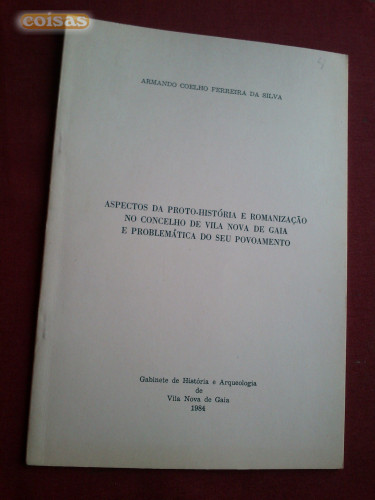 coisas
ARMANDO COELHO FERREIRA DA SILVA
ASPECTOS DA PROTO-HISTÓRIA E ROMANIZAÇÃO
NO CONCELHO DE VILA NOVA DE GAIA
E PROBLEMÁTICA DO SEU POVOAMENTO
Gabinete de História e Arqueologia
de
Vila Nova de Gaia
1984